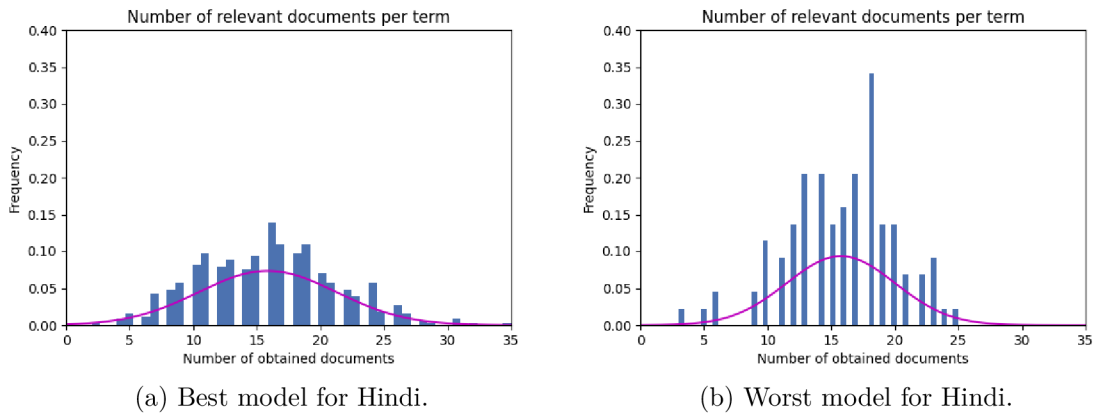 Number of relevant documents per term
0.40
0.35
0.30
0.25
0.20
0.15
0.10
0.05
0.00
Frequency
0 5 10 15 20 25 30 35
Number of obtained documents
(a) Best model for Hindi.
Number of relevant documents per term
0.40
0.35
0.30
0.25
0.20
0.15
0.10
0.05
0.00
Frequency
0 5 10 15 20 25 30 35
Number of obtained documents
(b) Worst model for Hindi.